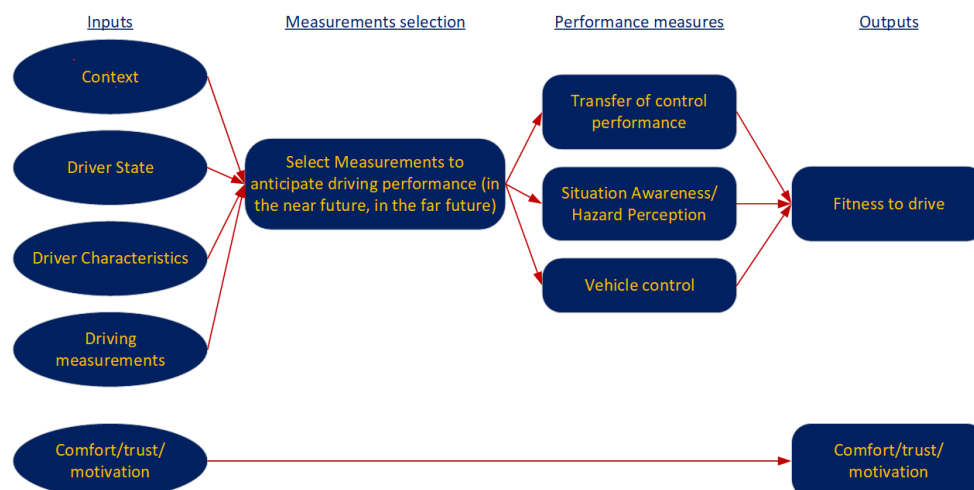 Inputs
Measurements selection
Performance measures
Outputs
Context
Driver State
Driver Characteristics
Driving
measurements
Select Measurements to
anticipate driving performance (in
the near future, in the far future)
Transfer of control
performance
Situation Awareness/
Hazard Perception
Vehicle control
Fitness to drive
Comfort/trust/
motivation
Comfort/trust/
motivation